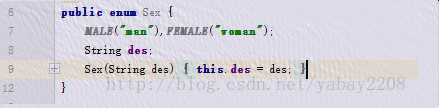 6 public enum Sex {
7 MALE("man"),FEMALE("woman");
8 String des;
9 Sex(String des) { this.des = des; }
12 }
http://blog.csdn.net/yabay2208